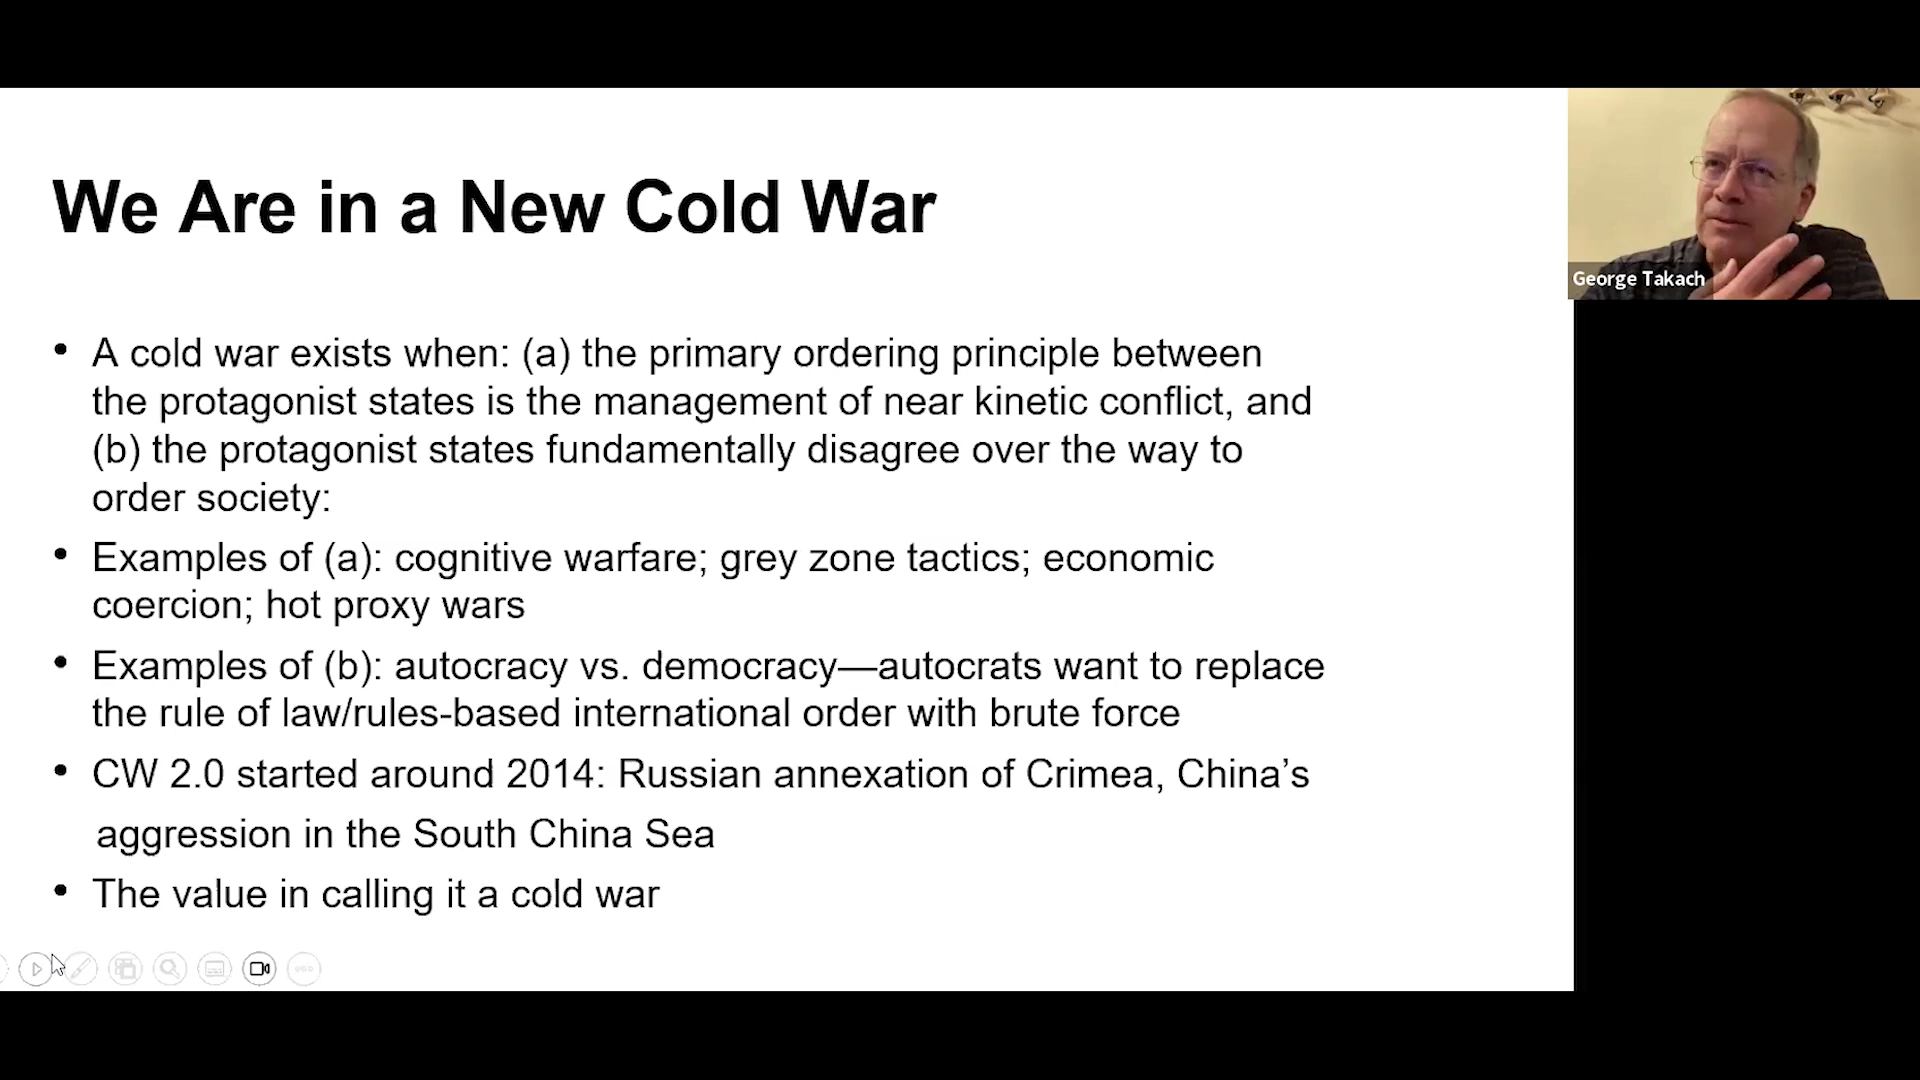 We Are in a New Cold War
• A cold war exists when: (a) the primary ordering principle between
the protagonist states is the management of near kinetic conflict, and
(b) the protagonist states fundamentally disagree over the way to
order society:
• Examples of (a): cognitive warfare; grey zone tactics; economic
coercion; hot proxy wars
• Examples of (b): autocracy vs. democracy—autocrats want to replace
the rule of law/rules-based international order with brute force
• CW 2.0 started around 2014: Russian annexation of Crimea, China’s
aggression in the South China Sea
• The value in calling it a cold war
George Takach